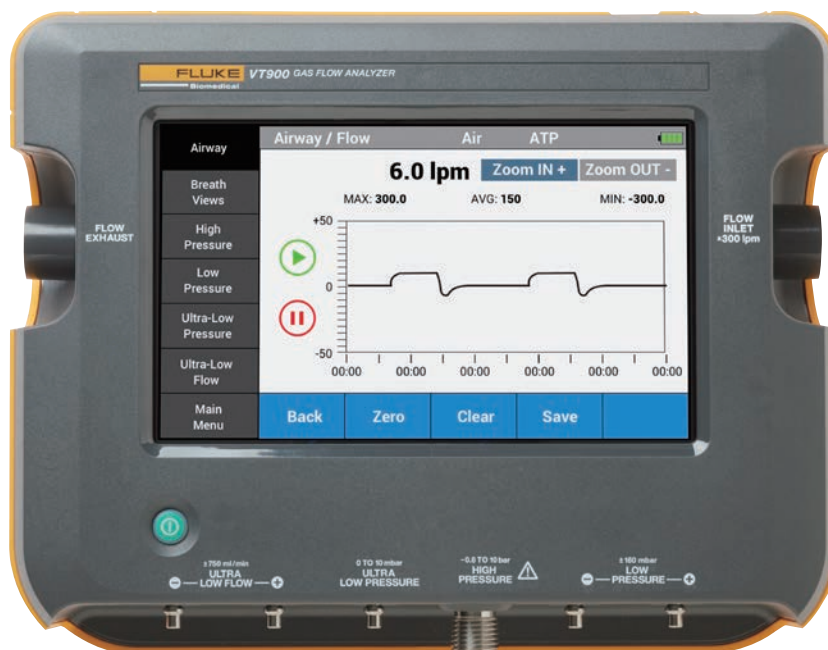 FLUKE VT900 GAS FLOW ANALYZER
Biomedical
Airway
Airway / Flow Air ATP
6.0 lpm Zoom IN + Zoom OUT -
MAX: 300.0 AVG: 150 MIN: -300.0
Breath
Views
High
Pressure
Low
Pressure
Ultra-Low
Pressure
Ultra-Low
Flow
Main
Menu
+50
0
-50
00:00 00:00 00:00 00:00 00:00 00:00
Back Zero Clear Save
FLOW
EXHAUST
FLOW
INLET
±300 lpm
±750 ml/min
ULTRA
LOW FLOW
0 TO 10 mbar
ULTRA
LOW PRESSURE
-0.8 TO 10 bar
HIGH
PRESSURE
±160 mbar
LOW
PRESSURE